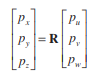 [p_x]     [p_u]
[p_y] = R [p_v]
[p_z]     [p_w]